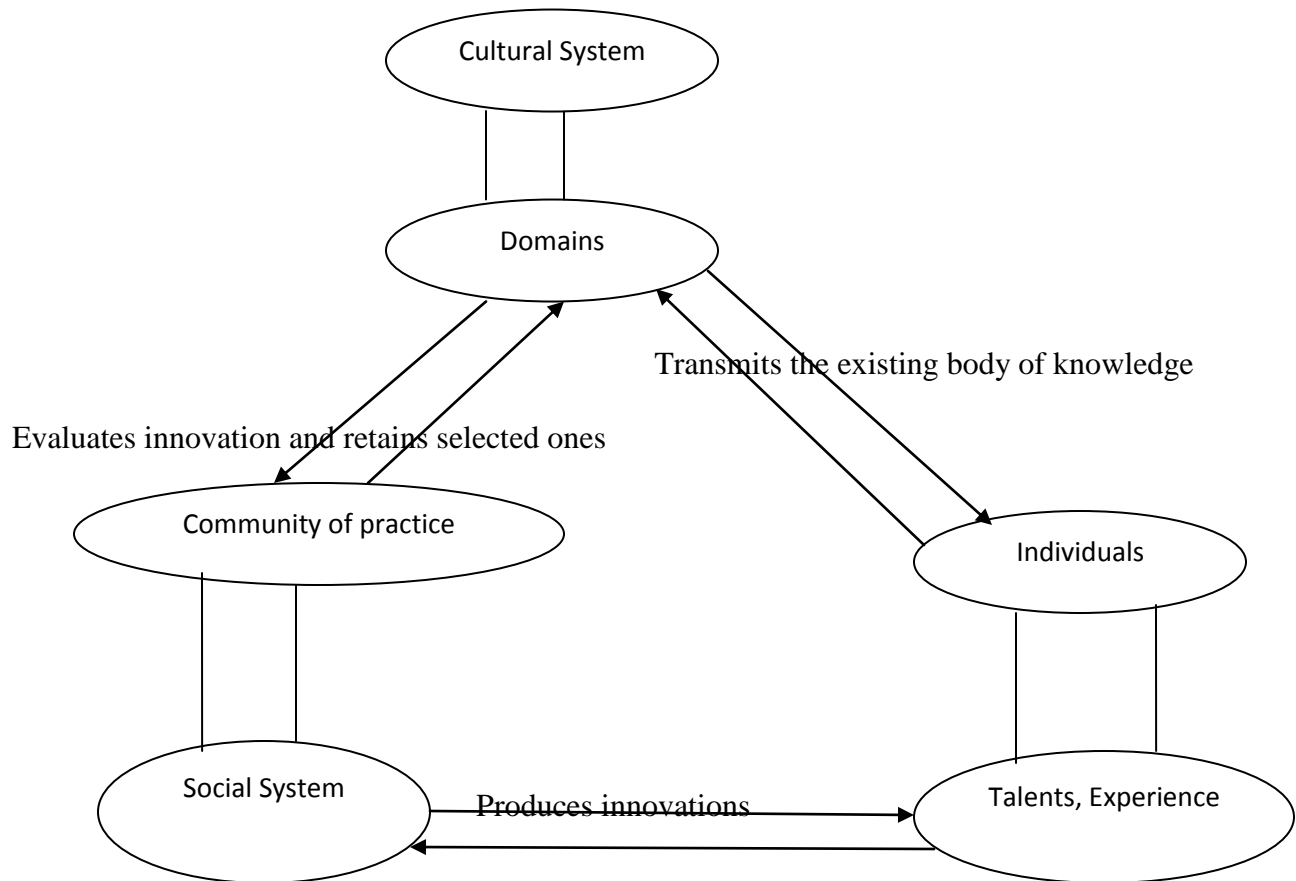 Cultural System
Domains
Transmits the existing body of knowledge
Evaluates innovation and retains selected ones
Community of practice
Individuals
Social System
Produces innovations
Talents, Experience